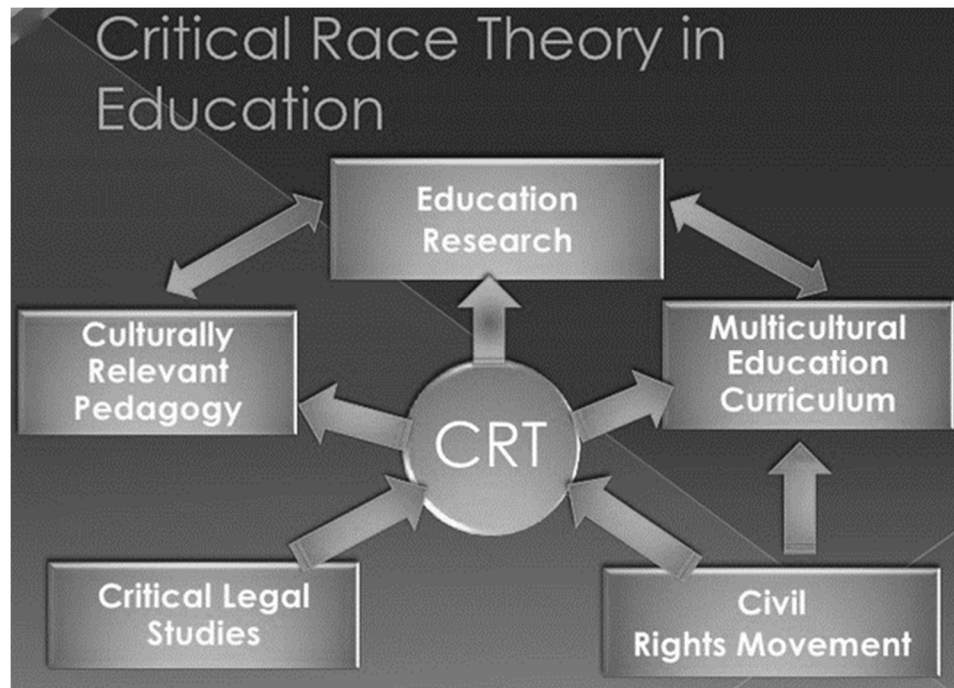 Critical Race Theory in
Education
Education
Research
Culturally
Relevant
Pedagogy
Multicultural
Education
Curriculum
CRT
Critical Legal
Studies
Civil
Rights Movement